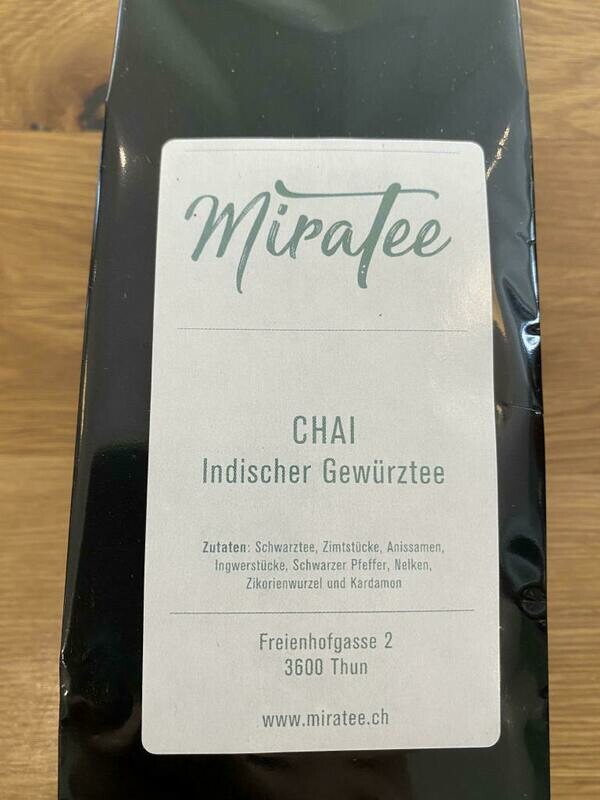 Miratee
CHAI
Indischer Gewürztee
Zutaten: Schwarztee, Zimtstücke, Anissamen,
Ingwerstücke, Schwarzer Pfeffer, Nelken,
Zikorienwurzel und Kardamon
Freienhofgasse 2
3600 Thun
www.miratee.ch